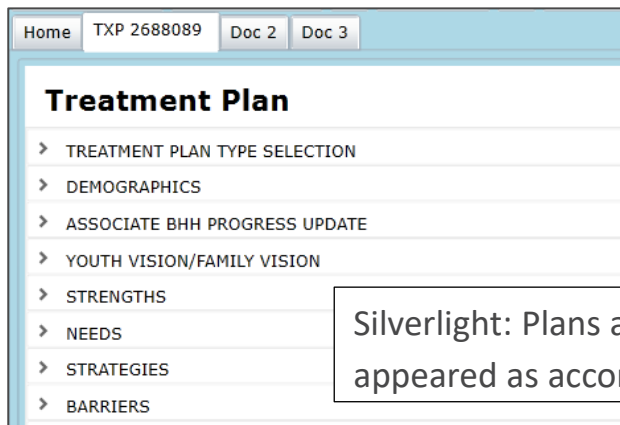 Home TXP 2688089 Doc 2 Doc 3
Treatment Plan
TREATMENT PLAN TYPE SELECTION
DEMOGRAPHICS
ASSOCIATE BHH PROGRESS UPDATE
YOUTH VISION/FAMILY VISION
STRENGTHS
NEEDS
STRATEGIES
BARRIERS
Silverlight: Plans
appeared as